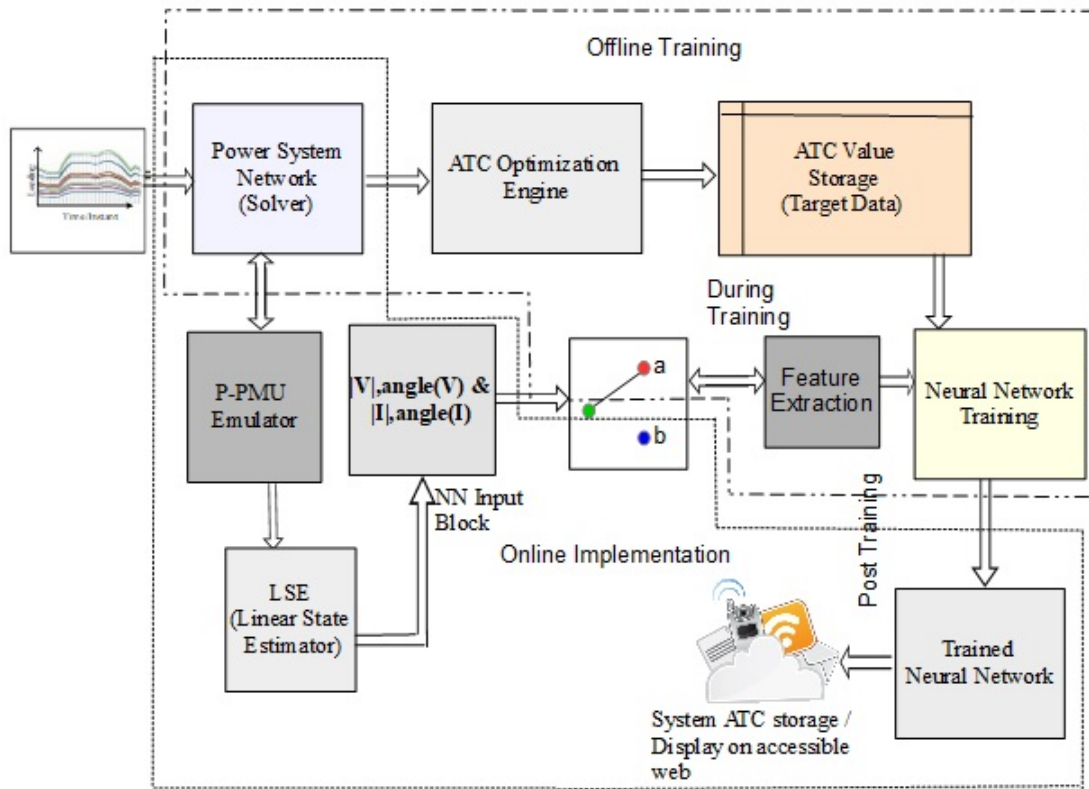 Offline Training
Time/Instant
Power System
Network
(Solver)
ATC Optimization
Engine
ATC Value
Storage
(Target Data)
During
Training
P-PMU
Emulator
|V|,angle(V) &
|I|,angle(I)
a
b
Feature
Extraction
Neural Network
Training
NN Input
Block
Online Implementation
Post Training
LSE
(Linear State
Estimator)
Trained
Neural Network
System ATC storage /
Display on accessible
web